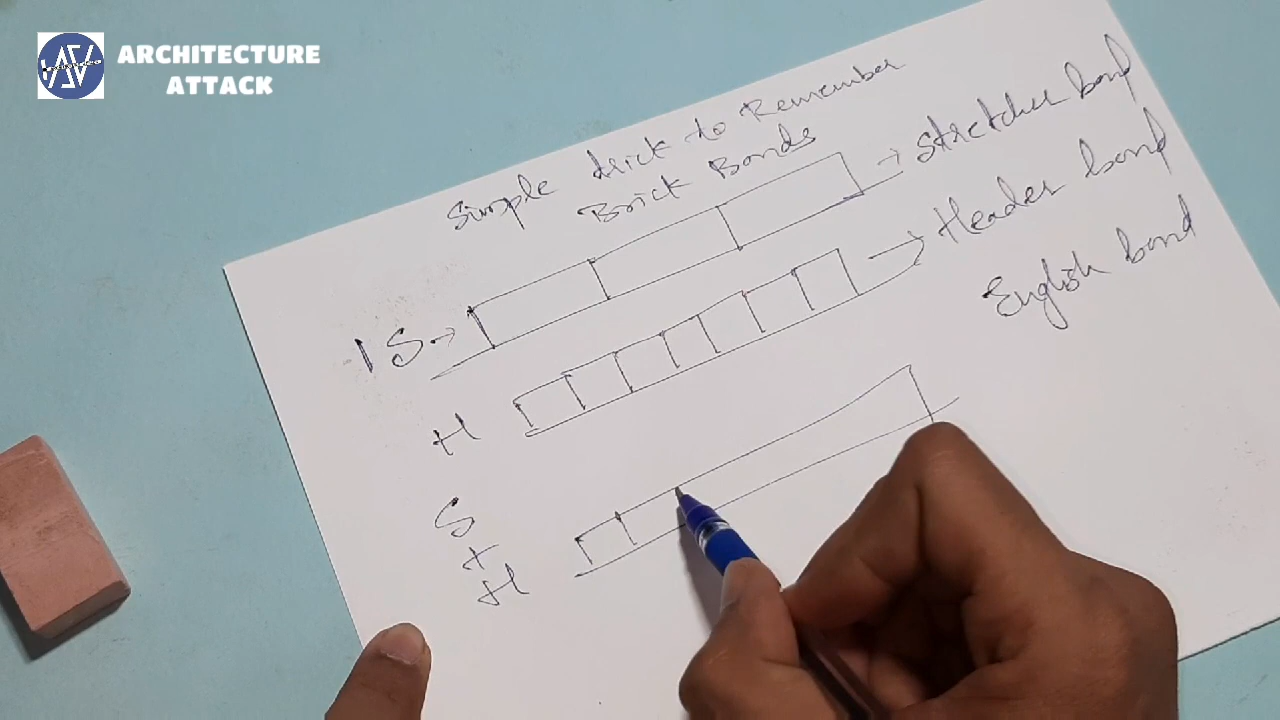 ARCHITECTURE
ATTACK
Simple trick to Remember
Brick Bonds
1 S → → Stretcher bond
H → Header bond
English bond
S
+
H